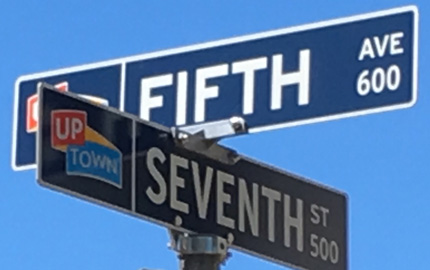 FIFTH AVE 600
UP TOWN
SEVENTH ST 500